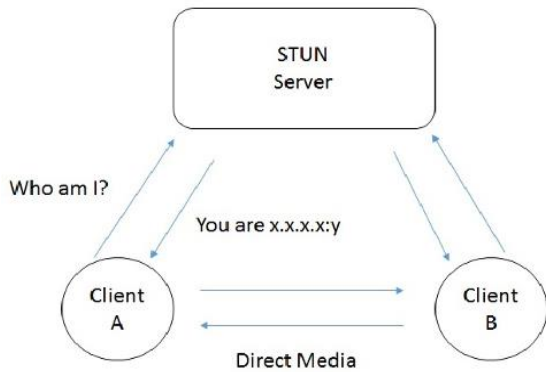 STUN
Server
Who am I?
You are x.x.x.x:y
Client
A
Client
B
Direct Media